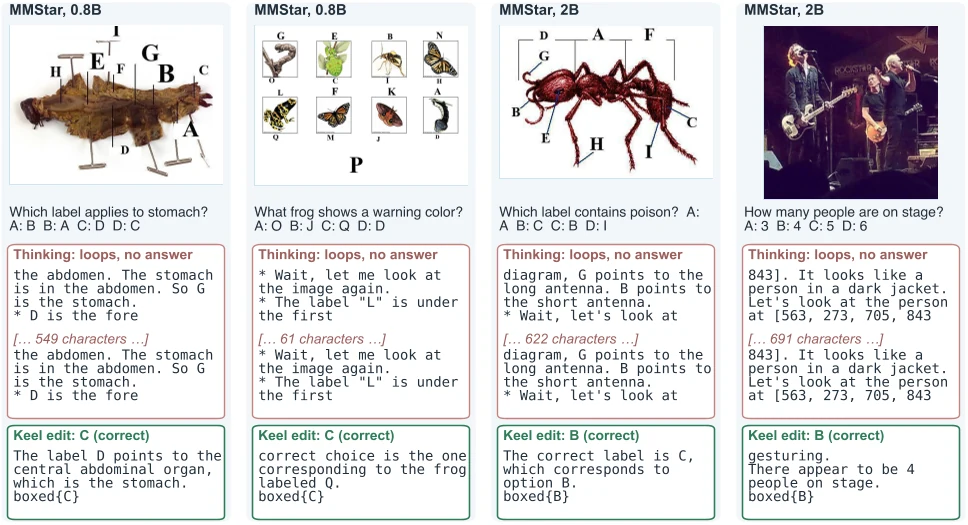 MMStar, 0.8B
I
E
G
H
F
B
C
A
D
Which label applies to stomach?
A: B B: A C: D D: C
Thinking: loops, no answer
the abdomen. The stomach
is in the abdomen. So G
is the stomach.
* D is the fore
[… 549 characters …]
the abdomen. The stomach
is in the abdomen. So G
is the stomach.
* D is the fore
Keel edit: C (correct)
The label D points to the
central abdominal organ,
which is the stomach.
boxed{C}
MMStar, 0.8B
G E B N
O C I H
L F K A
Q M J D
P
What frog shows a warning color?
A: O B: J C: Q D: D
Thinking: loops, no answer
* Wait, let me look at
the image again.
* The label "L" is under
the first
[… 61 characters …]
* Wait, let me look at
the image again.
* The label "L" is under
the first
Keel edit: C (correct)
correct choice is the one
corresponding to the frog
labeled Q.
boxed{C}
MMStar, 2B
D A F
G
B
E
C
H
I
Which label contains poison? A:
A B: C C: B D: I
Thinking: loops, no answer
diagram, G points to the
long antenna. B points to
the short antenna.
* Wait, let's look at
[… 622 characters …]
diagram, G points to the
long antenna. B points to
the short antenna.
* Wait, let's look at
Keel edit: B (correct)
The correct label is C,
which corresponds to
option B.
boxed{B}
MMStar, 2B
How many people are on stage?
A: 3 B: 4 C: 5 D: 6
Thinking: loops, no answer
843]. It looks like a
person in a dark jacket.
Let's look at the person
at [563, 273, 705, 843
[… 691 characters …]
843]. It looks like a
person in a dark jacket.
Let's look at the person
at [563, 273, 705, 843
Keel edit: B (correct)
gesturing.
There appear to be 4
people on stage.
boxed{B}